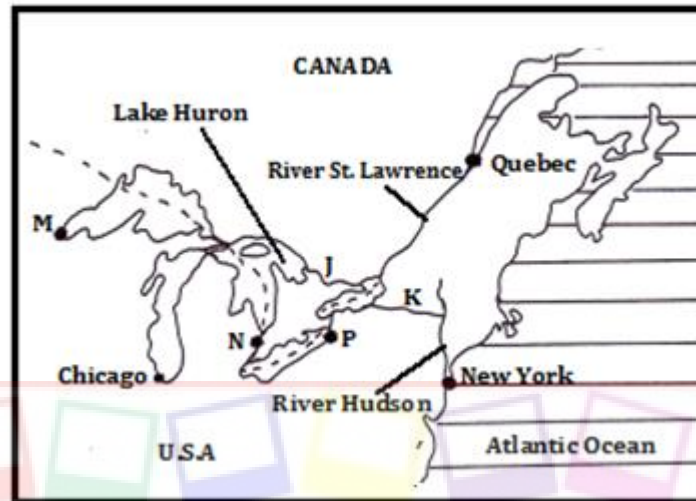 CANADA
Lake Huron
River St. Lawrence
Quebec
M
J
K
N
P
Chicago
New York
River Hudson
U.S.A
Atlantic Ocean